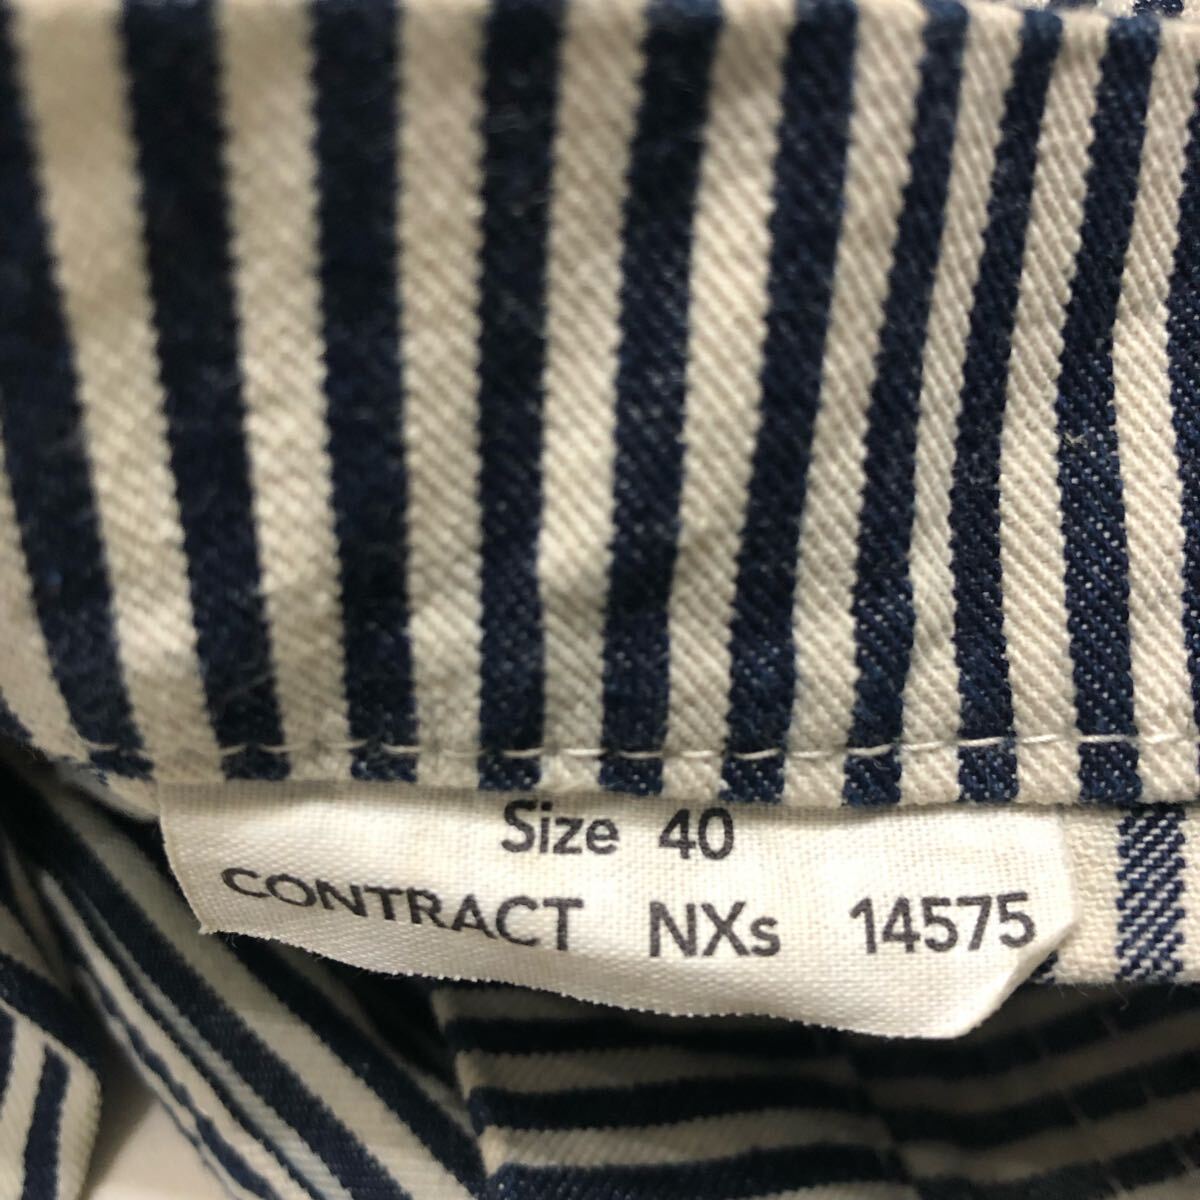 Size 40
CONTRACT NXs 14575